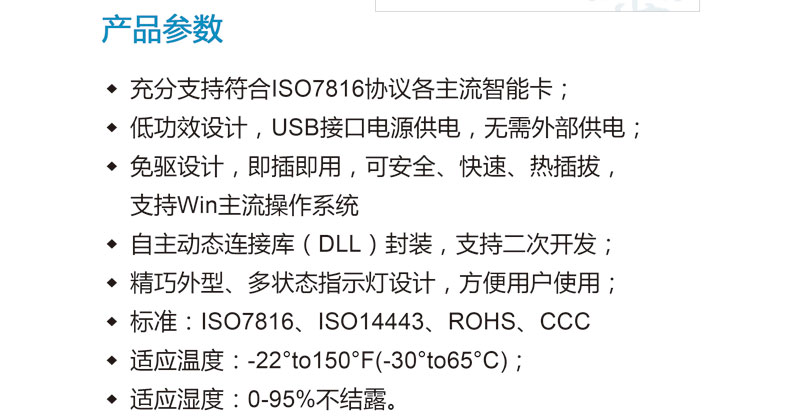 产品参数
◆ 充分支持符合ISO7816协议各主流智能卡；
◆ 低功效设计，USB接口电源供电，无需外部供电；
◆ 免驱设计，即插即用，可安全、快速、热插拔，
支持Win主流操作系统
◆ 自主动态连接库（DLL）封装，支持二次开发；
◆ 精巧外型、多状态指示灯设计，方便用户使用；
◆ 标准：ISO7816、ISO14443、ROHS、CCC
◆ 适应温度：-22°to150°F(-30°to65°C)；
◆ 适应湿度：0-95%不结露。